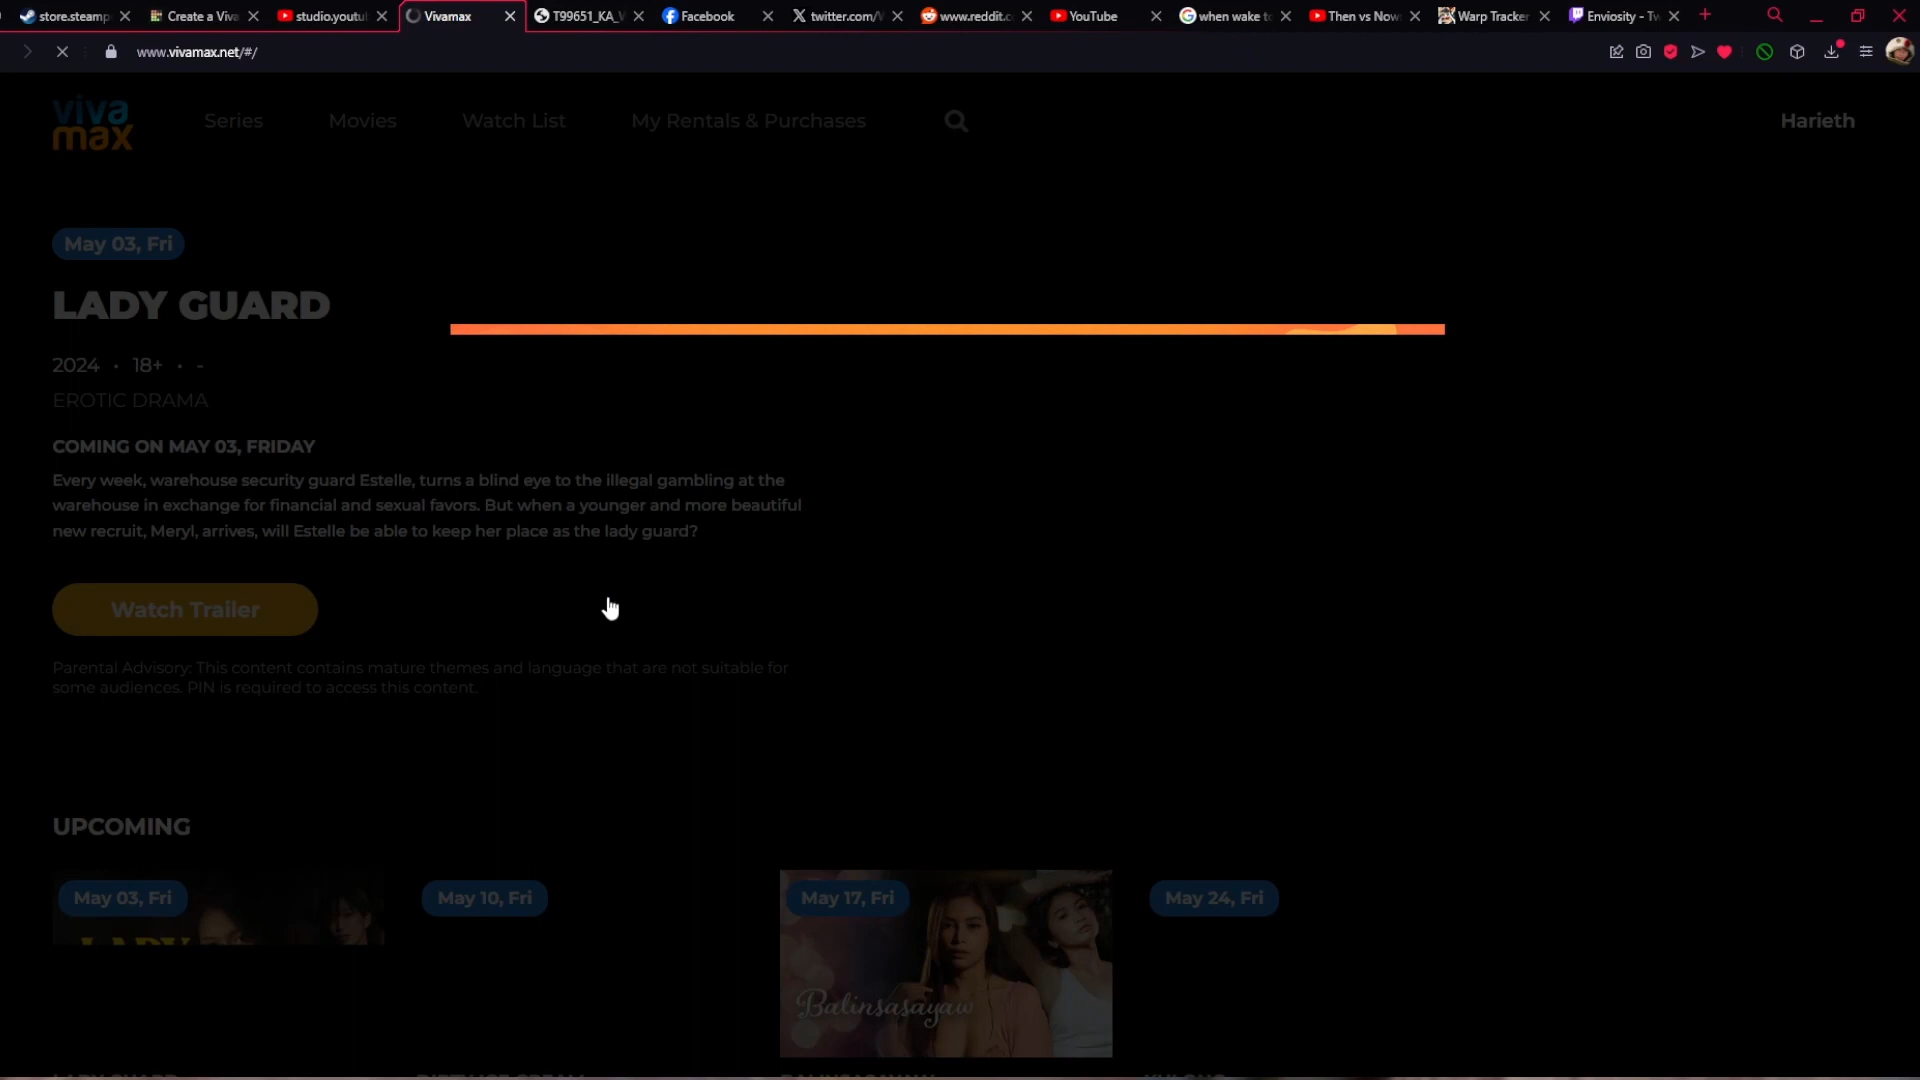 store.steamp
Create a Viva
studio.youtu
Vivamax
T99651_KA_V
Facebook
twitter.com/V
www.reddit.c
YouTube
when wake to
Then vs Now
Warp Tracker
Enviosity - Tw
www.vivamax.net/#/
viva
max
Series
Movies
Watch List
My Rentals & Purchases
Harieth
May 03, Fri
LADY GUARD
2024 • 18+ • -
EROTIC DRAMA
COMING ON MAY 03, FRIDAY
Every week, warehouse security guard Estelle, turns a blind eye to the illegal gambling at the
warehouse in exchange for financial and sexual favors. But when a younger and more beautiful
new recruit, Meryl, arrives, will Estelle be able to keep her place as the lady guard?
Watch Trailer
Parental Advisory: This content contains mature themes and language that are not suitable for
some audiences. PIN is required to access this content.
UPCOMING
May 03, Fri
May 10, Fri
May 17, Fri
May 24, Fri
LADY
Balinsasayaw